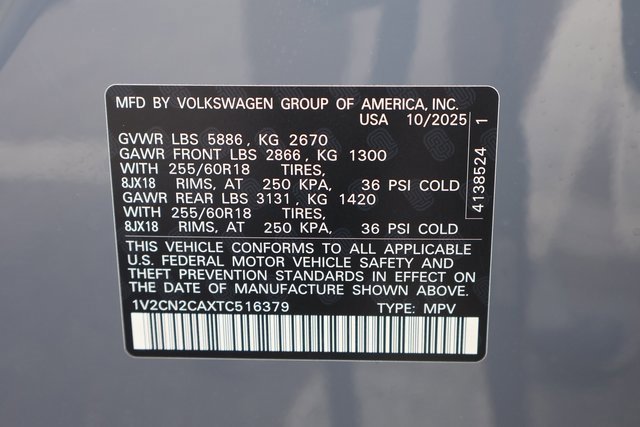 MFD BY VOLKSWAGEN GROUP OF AMERICA, INC.
USA 10/2025
GVWR LBS 5886, KG 2670
GAWR FRONT LBS 2866, KG 1300
WITH 255/60R18 TIRES,
8JX18 RIMS, AT 250 KPA, 36 PSI COLD
GAWR REAR LBS 3131, KG 1420
WITH 255/60R18 TIRES,
8JX18 RIMS, AT 250 KPA, 36 PSI COLD
THIS VEHICLE CONFORMS TO ALL APPLICABLE
U.S. FEDERAL MOTOR VEHICLE SAFETY AND
THEFT PREVENTION STANDARDS IN EFFECT ON
THE DATE OF MANUFACTURE SHOWN ABOVE.
1V2CN2CAXTC516379 TYPE: MPV
4138524 1